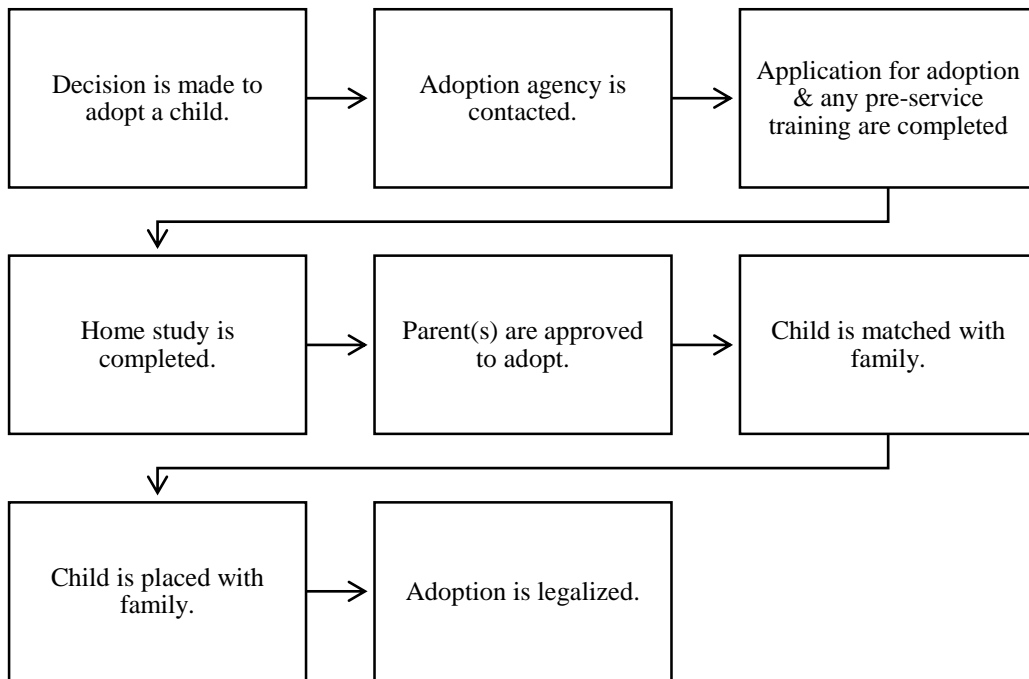 Decision is made to
adopt a child.
Adoption agency is
contacted.
Application for adoption
& any pre-service
training are completed
Home study is
completed.
Parent(s) are approved
to adopt.
Child is matched with
family.
Child is placed with
family.
Adoption is legalized.